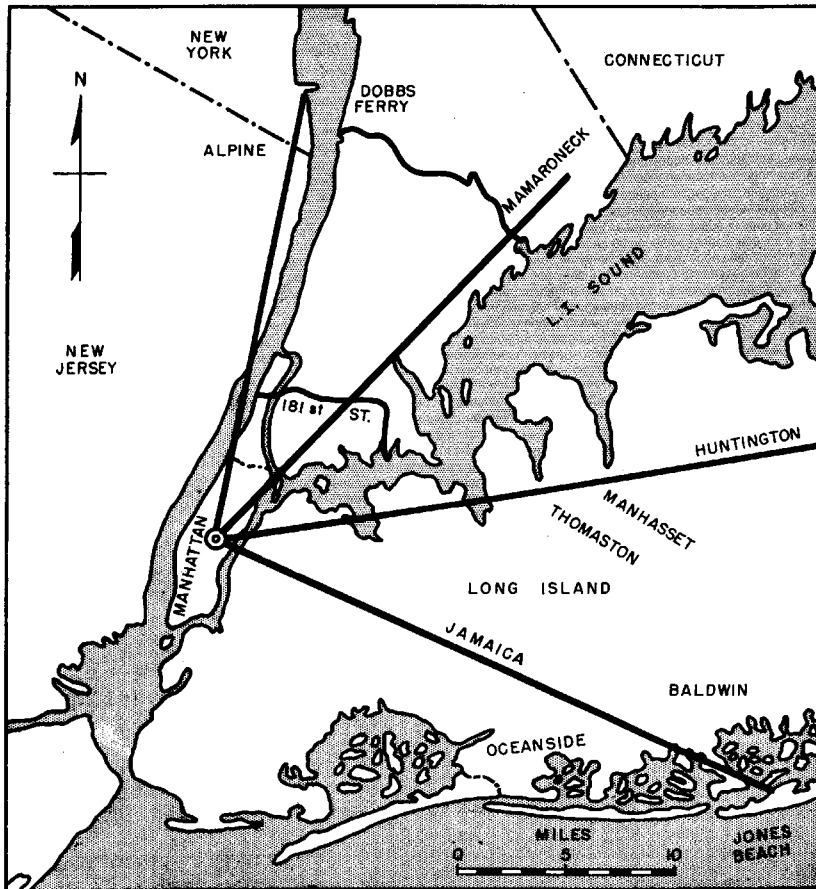 NEW
YORK
CONNECTICUT
N
DOBBS
FERRY
ALPINE
MAMARONECK
L. I. SOUND
NEW
JERSEY
181 st ST.
HUNTINGTON
MANHASSET
THOMASTON
MANHATTAN
LONG ISLAND
JAMAICA
BALDWIN
OCEANSIDE
MILES
JONES
BEACH
0 5 10